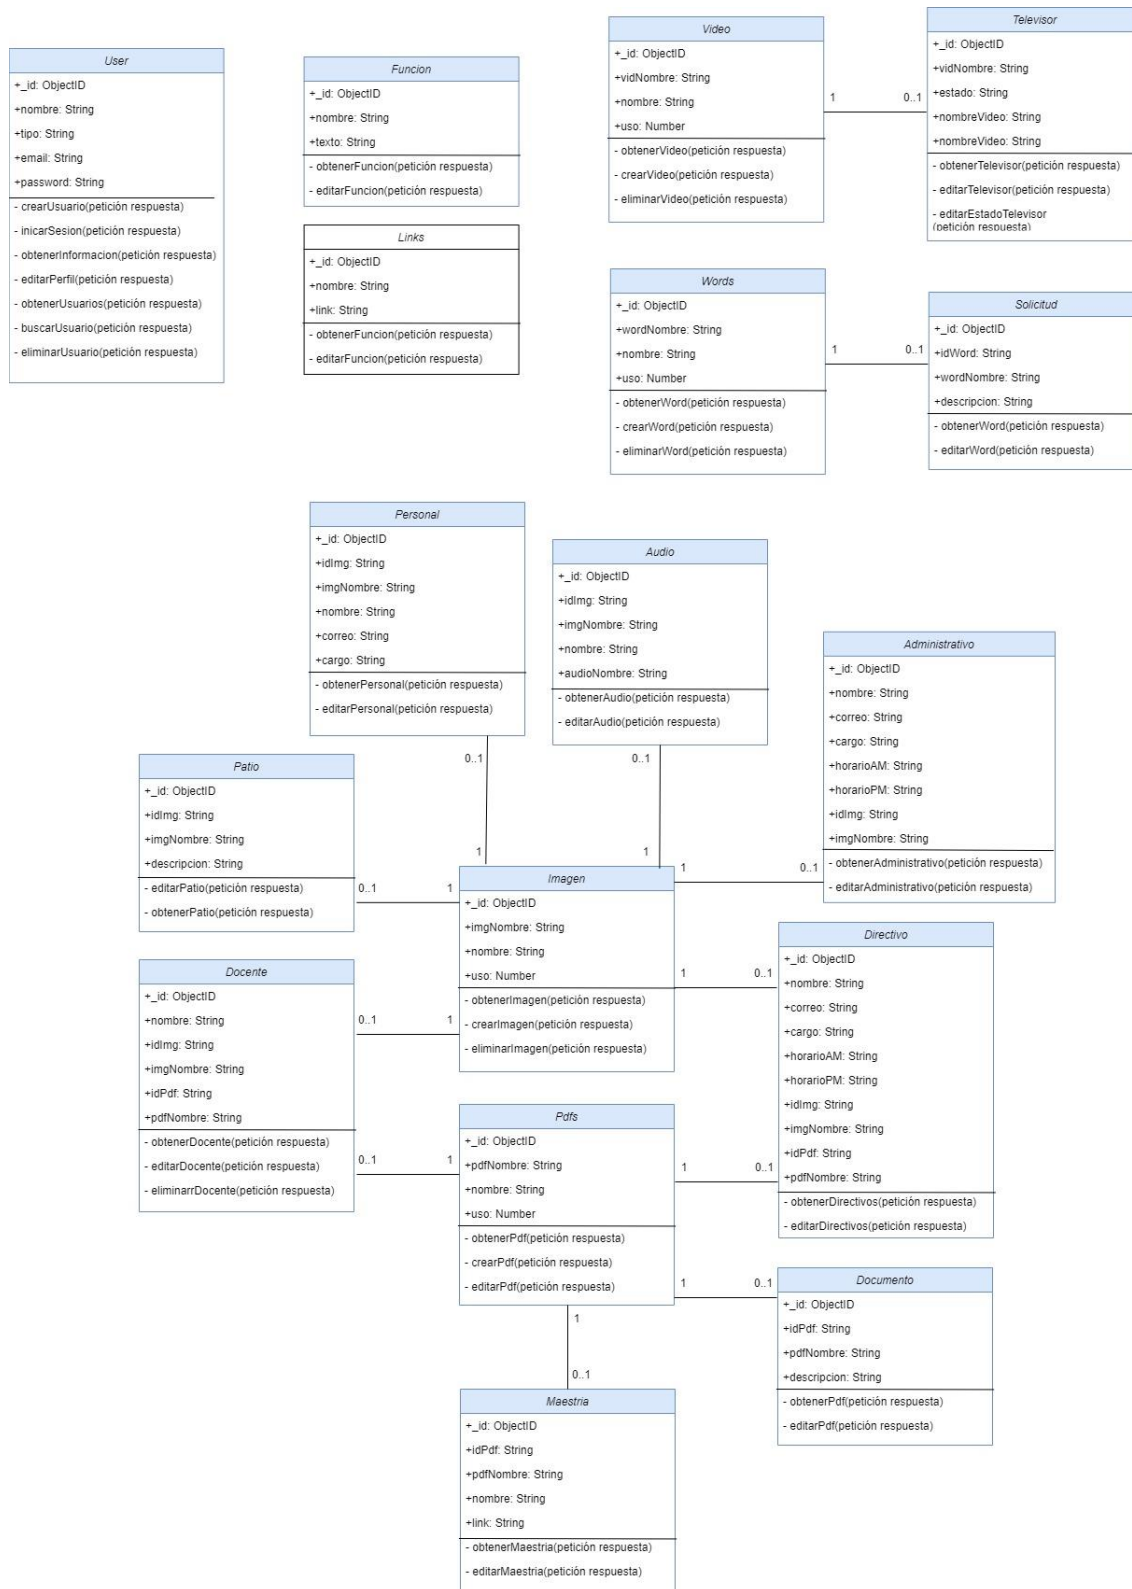 User
+_id: ObjectID
+nombre: String
+tipo: String
+email: String
+password: String
- crearUsuario(petición respuesta)
- inicarSesion(petición respuesta)
- obtenerInformacion(petición respuesta)
- editarPerfil(petición respuesta)
- obtenerUsuarios(petición respuesta)
- buscarUsuario(petición respuesta)
- eliminarUsuario(petición respuesta)
Funcion
+_id: ObjectID
+nombre: String
+texto: String
- obtenerFuncion(petición respuesta)
- editarFuncion(petición respuesta)
Links
+_id: ObjectID
+nombre: String
+link: String
- obtenerFuncion(petición respuesta)
- editarFuncion(petición respuesta)
Video
+_id: ObjectID
+vidNombre: String
+nombre: String
+uso: Number
- obtenerVideo(petición respuesta)
- crearVideo(petición respuesta)
- eliminarVideo(petición respuesta)
1
0..1
Televisor
+_id: ObjectID
+vidNombre: String
+estado: String
+nombreVideo: String
+nombreVideo: String
- obtenerTelevisor(petición respuesta)
- editarTelevisor(petición respuesta)
- editarEstadoTelevisor
(petición respuesta)
Words
+_id: ObjectID
+wordNombre: String
+nombre: String
+uso: Number
- obtenerWord(petición respuesta)
- crearWord(petición respuesta)
- eliminarWord(petición respuesta)
1
0..1
Solicitud
+_id: ObjectID
+idWord: String
+wordNombre: String
+descripcion: String
- obtenerWord(petición respuesta)
- editarWord(petición respuesta)
Personal
+_id: ObjectID
+idImg: String
+imgNombre: String
+nombre: String
+correo: String
+cargo: String
- obtenerPersonal(petición respuesta)
- editarPersonal(petición respuesta)
0..1
1
Audio
+_id: ObjectID
+idImg: String
+imgNombre: String
+nombre: String
+audioNombre: String
- obtenerAudio(petición respuesta)
- editarAudio(petición respuesta)
0..1
1
Administrativo
+_id: ObjectID
+nombre: String
+correo: String
+cargo: String
+horarioAM: String
+horarioPM: String
+idImg: String
+imgNombre: String
- obtenerAdministrativo(petición respuesta)
- editarAdministrativo(petición respuesta)
1
0..1
Patio
+_id: ObjectID
+idImg: String
+imgNombre: String
+descripcion: String
- editarPatio(petición respuesta)
- obtenerPatio(petición respuesta)
0..1
1
Imagen
+_id: ObjectID
+imgNombre: String
+nombre: String
+uso: Number
- obtenerImagen(petición respuesta)
- crearImagen(petición respuesta)
- eliminarImagen(petición respuesta)
1
0..1
Directivo
+_id: ObjectID
+nombre: String
+correo: String
+cargo: String
+horarioAM: String
+horarioPM: String
+idImg: String
+imgNombre: String
+idPdf: String
+pdfNombre: String
- obtenerDirectivos(petición respuesta)
- editarDirectivos(petición respuesta)
Docente
+_id: ObjectID
+nombre: String
+idImg: String
+imgNombre: String
+idPdf: String
+pdfNombre: String
- obtenerDocente(petición respuesta)
- editarDocente(petición respuesta)
- eliminarrDocente(petición respuesta)
0..1
1
0..1
1
Pdfs
+_id: ObjectID
+pdfNombre: String
+nombre: String
+uso: Number
- obtenerPdf(petición respuesta)
- crearPdf(petición respuesta)
- editarPdf(petición respuesta)
1
0..1
1
0..1
Documento
+_id: ObjectID
+idPdf: String
+pdfNombre: String
+descripcion: String
- obtenerPdf(petición respuesta)
- editarPdf(petición respuesta)
1
0..1
Maestria
+_id: ObjectID
+idPdf: String
+pdfNombre: String
+nombre: String
+link: String
- obtenerMaestria(petición respuesta)
- editarMaestria(petición respuesta)